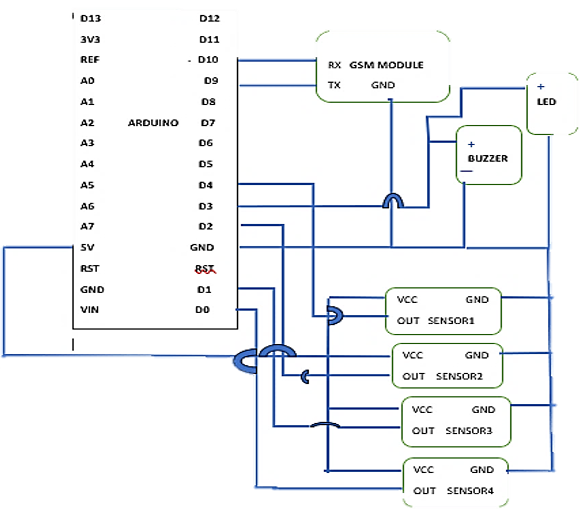 D13 D12
3V3 D11
REF - D10
A0 D9
A1 D8
A2 ARDUINO D7
A3 D6
A4 D5
A5 D4
A6 D3
A7 D2
5V GND
RST RST
GND D1
VIN D0
RX GSM MODULE
TX GND
+
LED
+
BUZZER
—
VCC GND
OUT SENSOR1
VCC GND
OUT SENSOR2
VCC GND
OUT SENSOR3
VCC GND
OUT SENSOR4